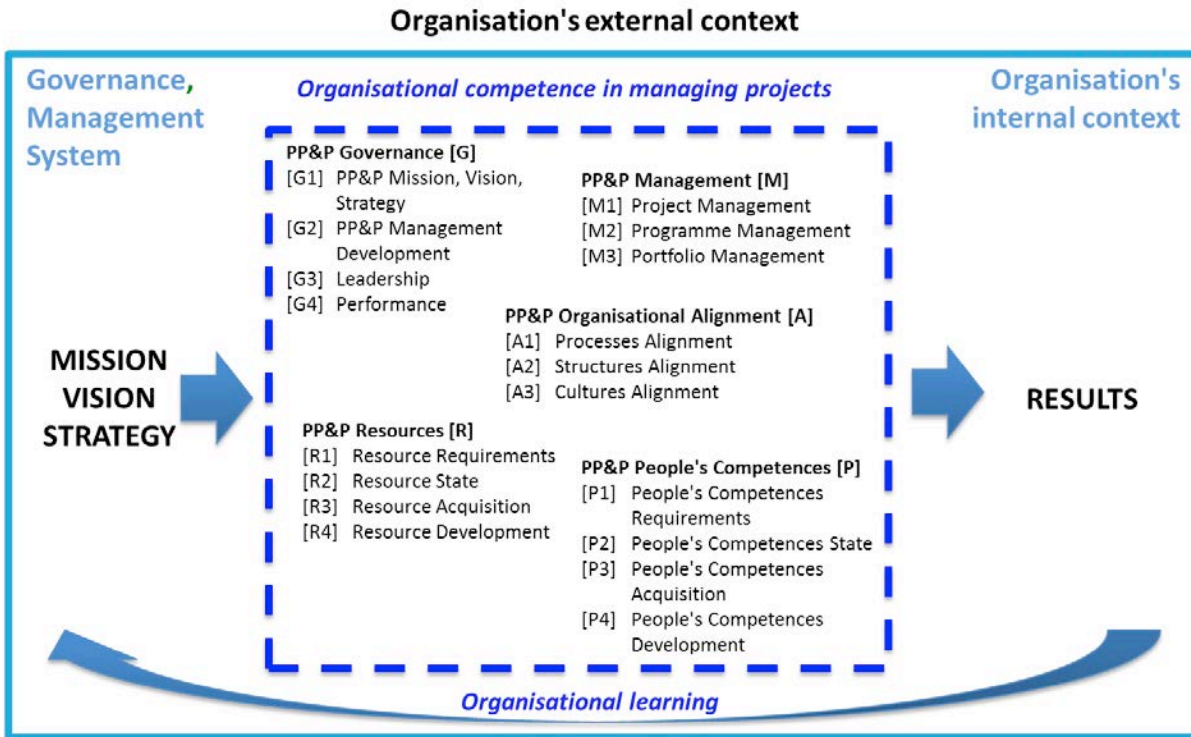 Organisation's external context
Governance,
Management
System
Organisational competence in managing projects
Organisation's
internal context
PP&P Governance [G]
[G1] PP&P Mission, Vision,
Strategy
[G2] PP&P Management
Development
[G3] Leadership
[G4] Performance
PP&P Management [M]
[M1] Project Management
[M2] Programme Management
[M3] Portfolio Management
PP&P Organisational Alignment [A]
[A1] Processes Alignment
[A2] Structures Alignment
[A3] Cultures Alignment
MISSION
VISION
STRATEGY
RESULTS
PP&P Resources [R]
[R1] Resource Requirements
[R2] Resource State
[R3] Resource Acquisition
[R4] Resource Development
PP&P People's Competences [P]
[P1] People's Competences
Requirements
[P2] People's Competences State
[P3] People's Competences
Acquisition
[P4] People's Competences
Development
Organisational learning